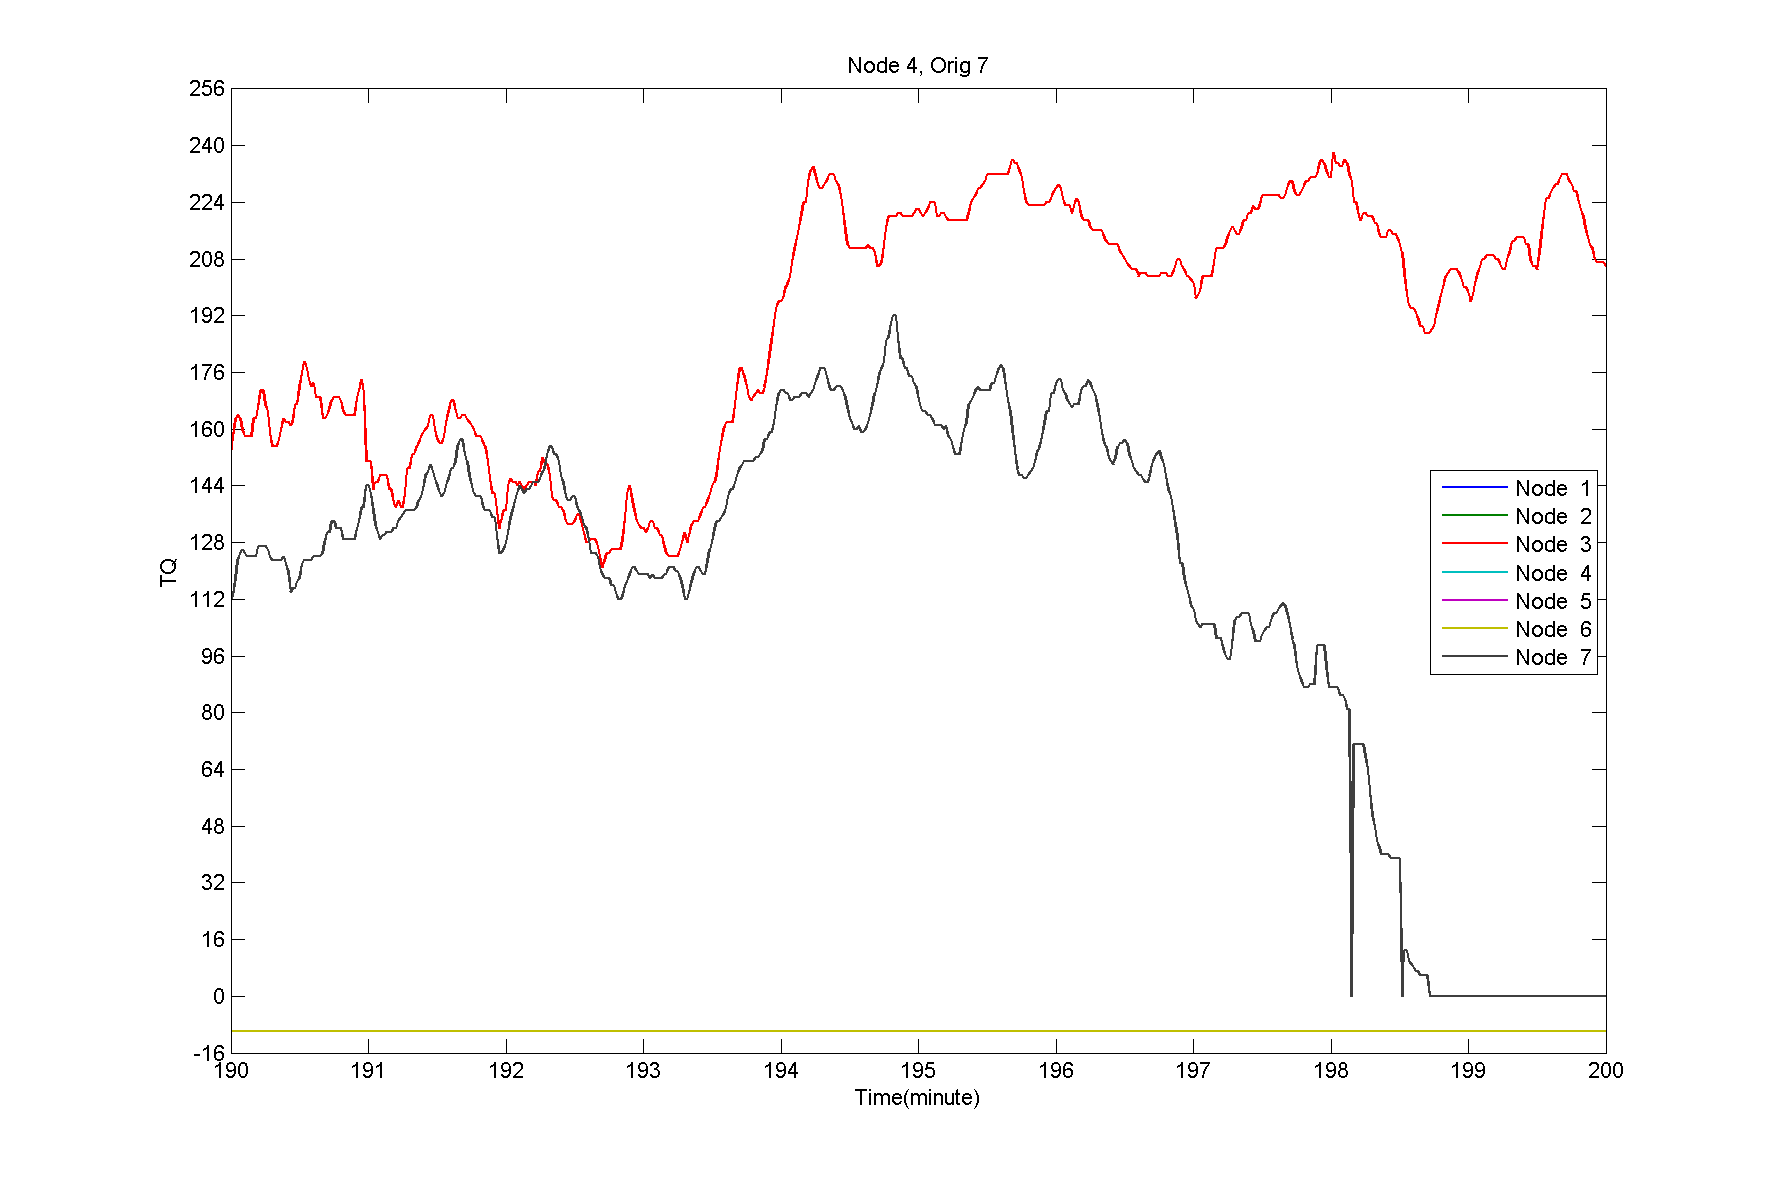 Node 4, Orig 7
256
240
224
208
192
176
160
144
128
112
96
80
64
48
32
16
0
-16
TQ
Node 1
Node 2
Node 3
Node 4
Node 5
Node 6
Node 7
190 191 192 193 194 195 196 197 198 199 200
Time(minute)